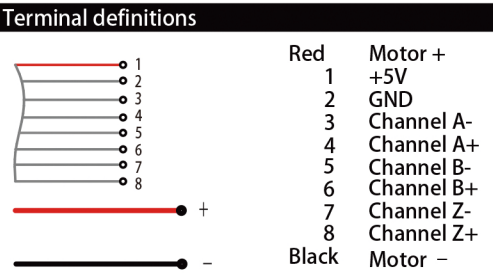 Terminal definitions
1
2
3
4
5
6
7
8
+
−
Red Motor +
1 +5V
2 GND
3 Channel A-
4 Channel A+
5 Channel B-
6 Channel B+
7 Channel Z-
8 Channel Z+
Black Motor −